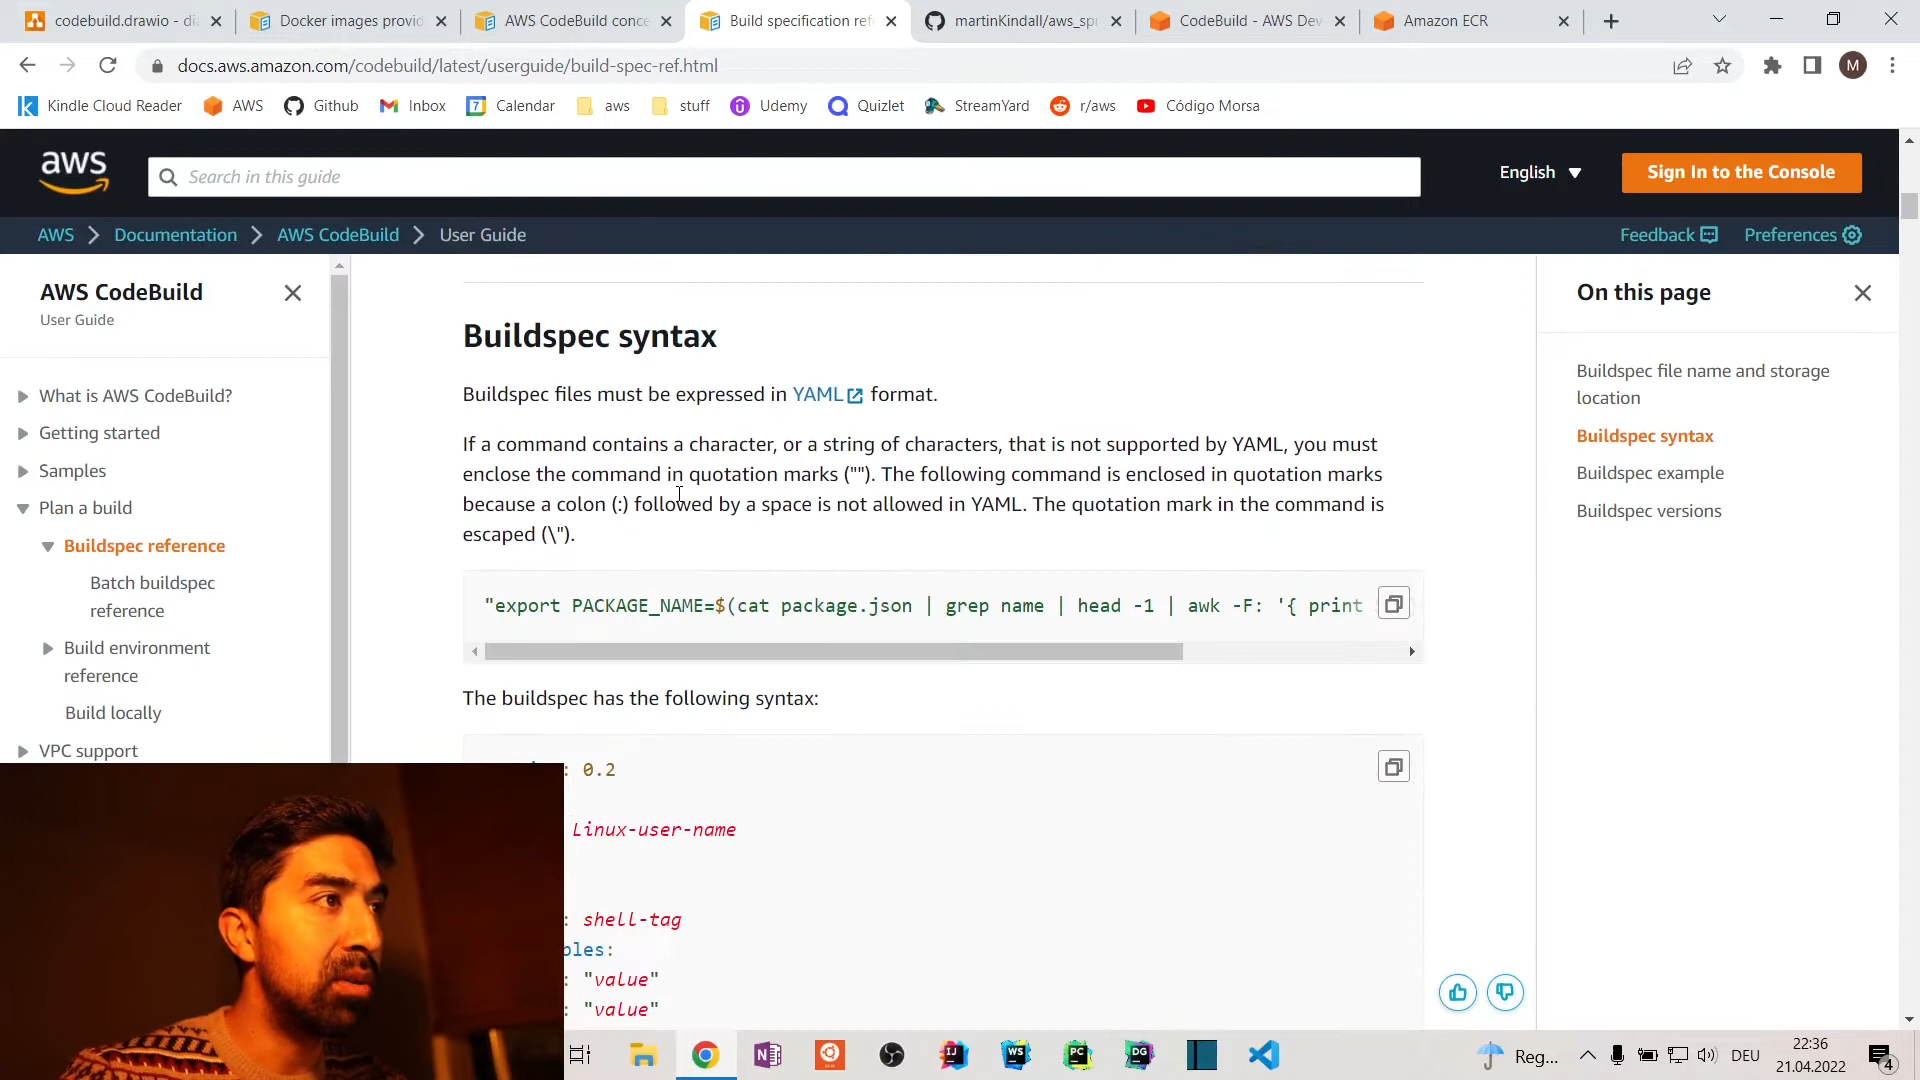 codebuild.drawio - di
Docker images provid
AWS CodeBuild conce
Build specification ref
martinKindall/aws_sp
CodeBuild - AWS Dev
Amazon ECR
docs.aws.amazon.com/codebuild/latest/userguide/build-spec-ref.html
M
Kindle Cloud Reader
AWS
Github
Inbox
Calendar
aws
stuff
Udemy
Quizlet
StreamYard
r/aws
Código Morsa
aws
Search in this guide
English
Sign In to the Console
AWS
Documentation
AWS CodeBuild
User Guide
Feedback
Preferences
AWS CodeBuild
User Guide
What is AWS CodeBuild?
Getting started
Samples
Plan a build
Buildspec reference
Batch buildspec
reference
Build environment
reference
Build locally
VPC support
Buildspec syntax
Buildspec files must be expressed in YAML format.
If a command contains a character, or a string of characters, that is not supported by YAML, you must
enclose the command in quotation marks (""). The following command is enclosed in quotation marks
because a colon (:) followed by a space is not allowed in YAML. The quotation mark in the command is
escaped (\").
"export PACKAGE_NAME=$(cat package.json | grep name | head -1 | awk -F: '{ print
The buildspec has the following syntax:
: 0.2
Linux-user-name
: shell-tag
bles:
: "value"
: "value"
On this page
Buildspec file name and storage
location
Buildspec syntax
Buildspec example
Buildspec versions
Reg...
DEU
22:36
21.04.2022
4